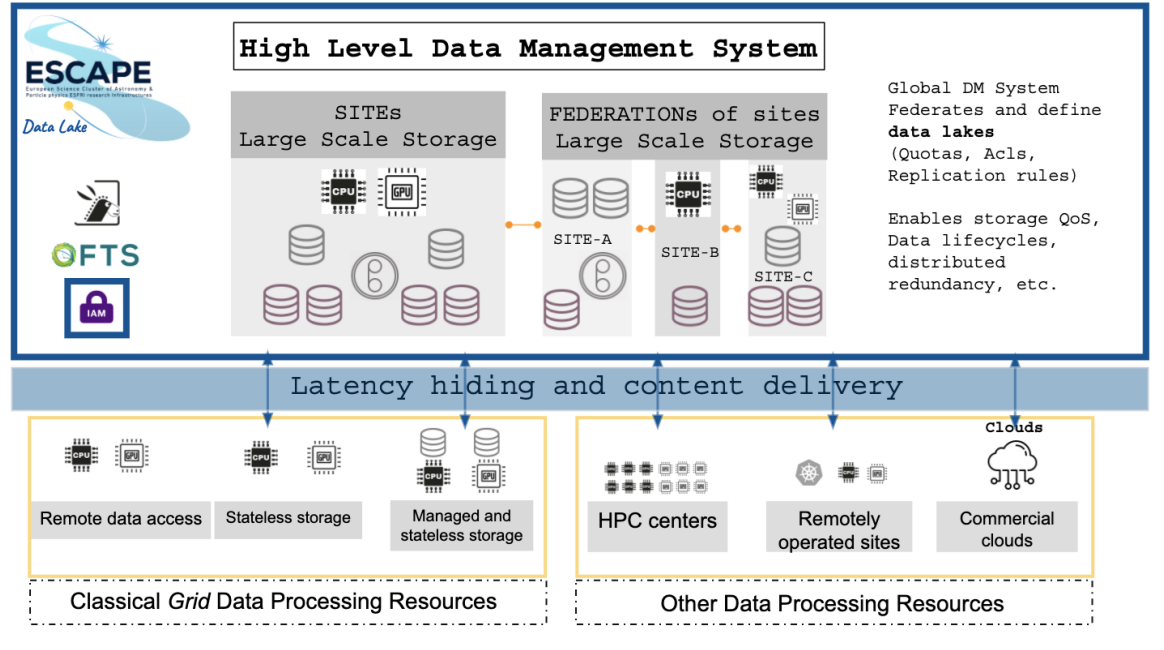 High Level Data Management System
ESCAPE
European Science Cluster of Astronomy &
Particle physics ESFRI research Infrastructures
Data Lake
FTS
IAM
SITEs
Large Scale Storage
CPU
GPU
FEDERATIONs of sites
Large Scale Storage
SITE-A
CPU
SITE-B
CPU
GPU
SITE-C
Global DM System
Federates and define
data lakes
(Quotas, Acls,
Replication rules)
Enables storage QoS,
Data lifecycles,
distributed
redundancy, etc.
Latency hiding and content delivery
CPU
GPU
Remote data access
CPU
GPU
Stateless storage
CPU
GPU
Managed and
stateless storage
Classical Grid Data Processing Resources
HPC centers
Remotely
operated sites
Clouds
Commercial
clouds
Other Data Processing Resources